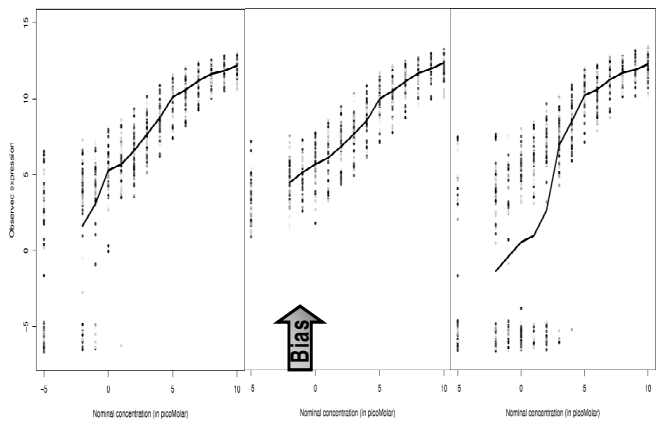 Observed expression
15
10
5
0
−5
−5 0 5 10
−5 0 5 10
−5 0 5 10
Bias
Nominal concentration (in picoMolar)
Nominal concentration (in picoMolar)
Nominal concentration (in picoMolar)